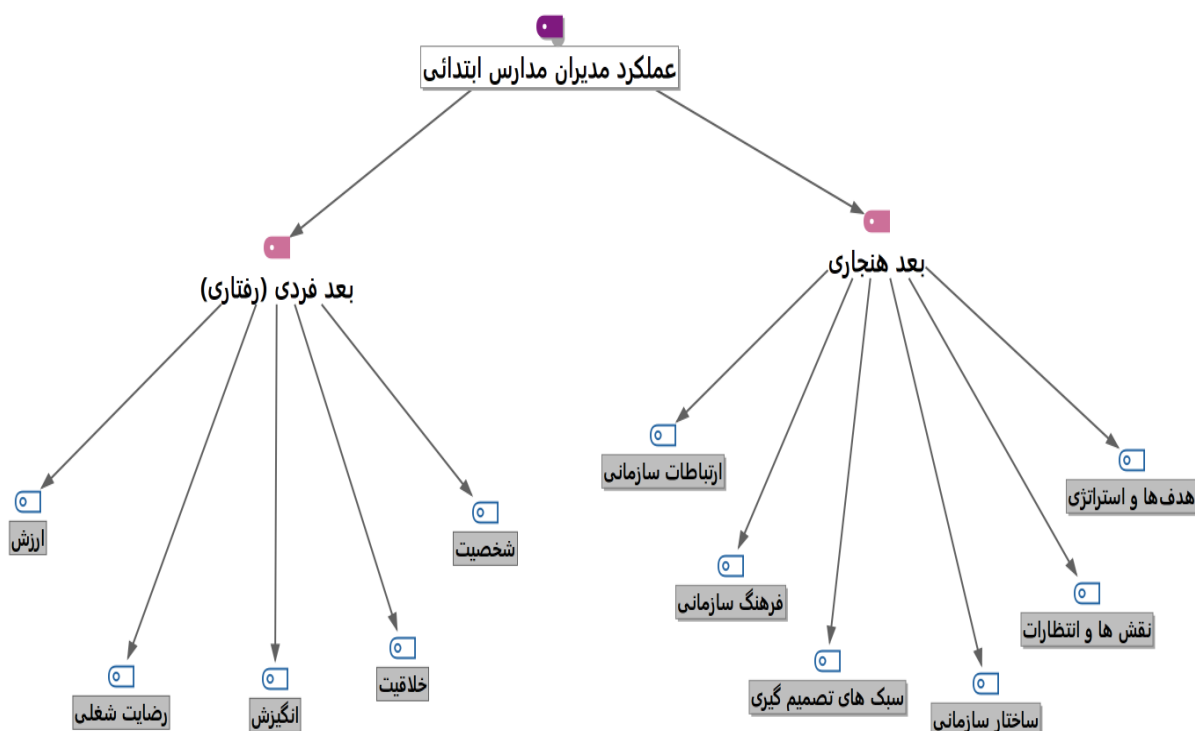 عملکرد مدیران مدارس ابتدائی
بعد هنجاری
بعد فردی (رفتاری)
هدف‌ها و استراتژی
نقش ها و انتظارات
ساختار سازمانی
سبک های تصمیم گیری
فرهنگ سازمانی
ارتباطات سازمانی
شخصیت
خلاقیت
انگیزش
رضایت شغلی
ارزش